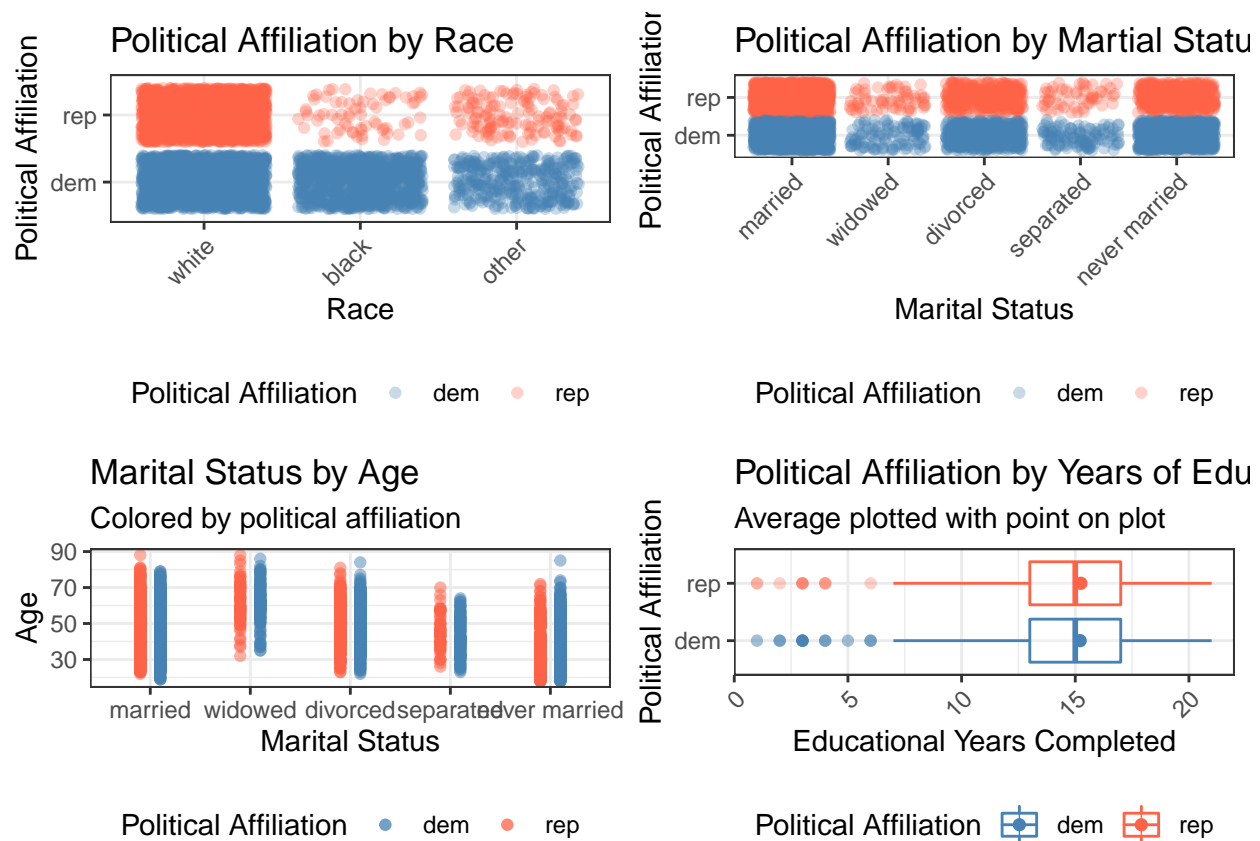 Political Affiliation by Race
Political Affiliation
rep
dem
white
black
other
Race
Political Affiliation dem rep
Political Affiliation by Martial Statu
Political Affiliation
rep
dem
married
widowed
divorced
separated
never married
Marital Status
Political Affiliation dem rep
Marital Status by Age
Colored by political affiliation
Age
90
70
50
30
married widowed divorced separated never married
Marital Status
Political Affiliation dem rep
Political Affiliation by Years of Edu
Average plotted with point on plot
Political Affiliation
rep
dem
0 5 10 15 20
Educational Years Completed
Political Affiliation dem rep